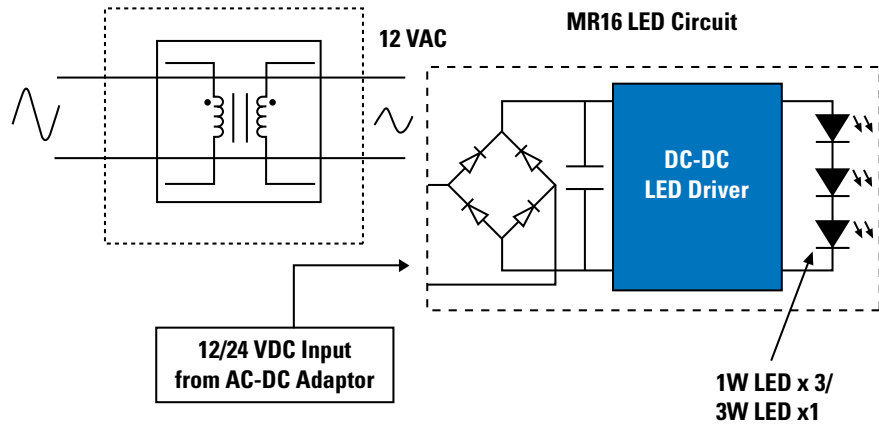 MR16 LED Circuit
12 VAC
DC-DC
LED Driver
12/24 VDC Input
from AC-DC Adaptor
1W LED x 3/
3W LED x1